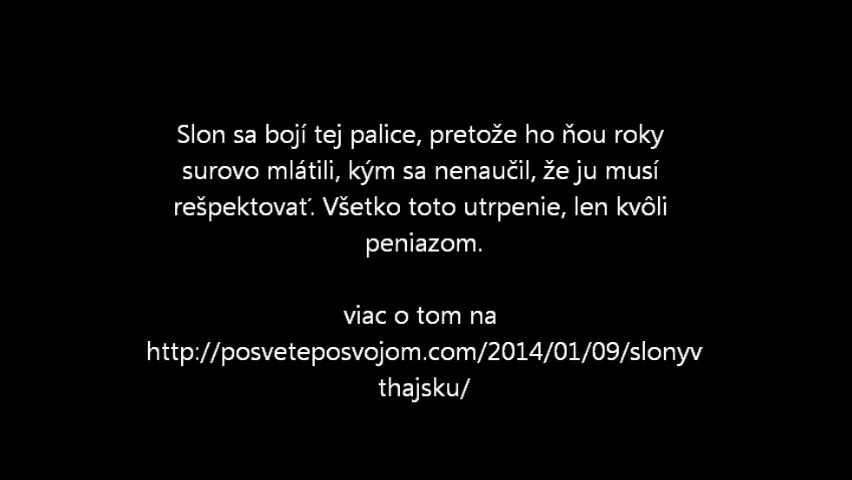 Slon sa bojí tej palice, pretože ho ňou roky
surovo mlátili, kým sa nenaučil, že ju musí
rešpektovať. Všetko toto utrpenie, len kvôli
peniazom.
viac o tom na
http://posveteposvojom.com/2014/01/09/slonyv
thajsku/